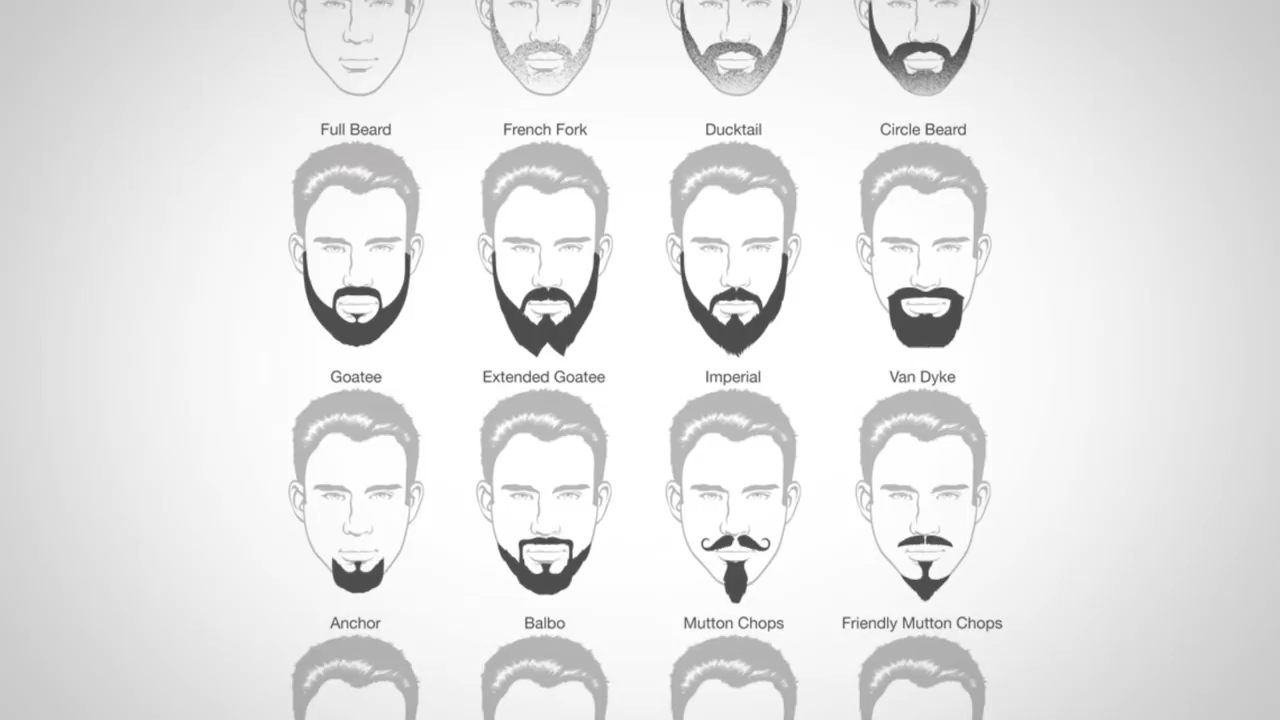 Full Beard
French Fork
Ducktail
Circle Beard
Goatee
Extended Goatee
Imperial
Van Dyke
Anchor
Balbo
Mutton Chops
Friendly Mutton Chops